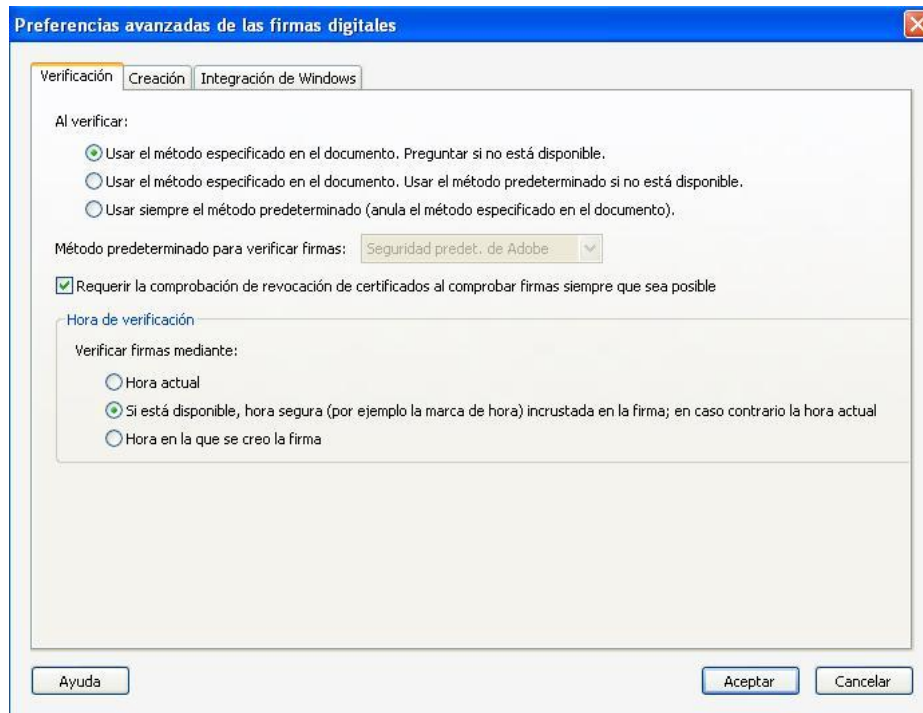 Preferencias avanzadas de las firmas digitales
Verificación Creación Integración de Windows
Al verificar:
Usar el método especificado en el documento. Preguntar si no está disponible.
Usar el método especificado en el documento. Usar el método predeterminado si no está disponible.
Usar siempre el método predeterminado (anula el método especificado en el documento).
Método predeterminado para verificar firmas: Seguridad predet. de Adobe
Requerir la comprobación de revocación de certificados al comprobar firmas siempre que sea posible
Hora de verificación
Verificar firmas mediante:
Hora actual
Si está disponible, hora segura (por ejemplo la marca de hora) incrustada en la firma; en caso contrario la hora actual
Hora en la que se creo la firma
Ayuda Aceptar Cancelar